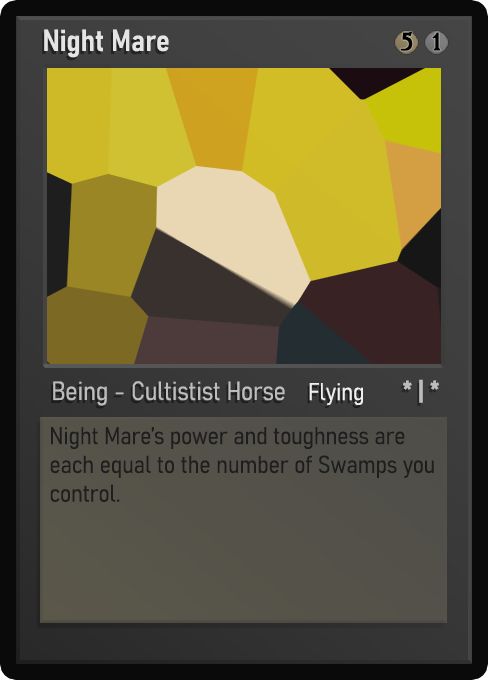 Night Mare 5 1
Being - Cultistist Horse Flying *|*
Night Mare's power and toughness are
each equal to the number of Swamps you
control.